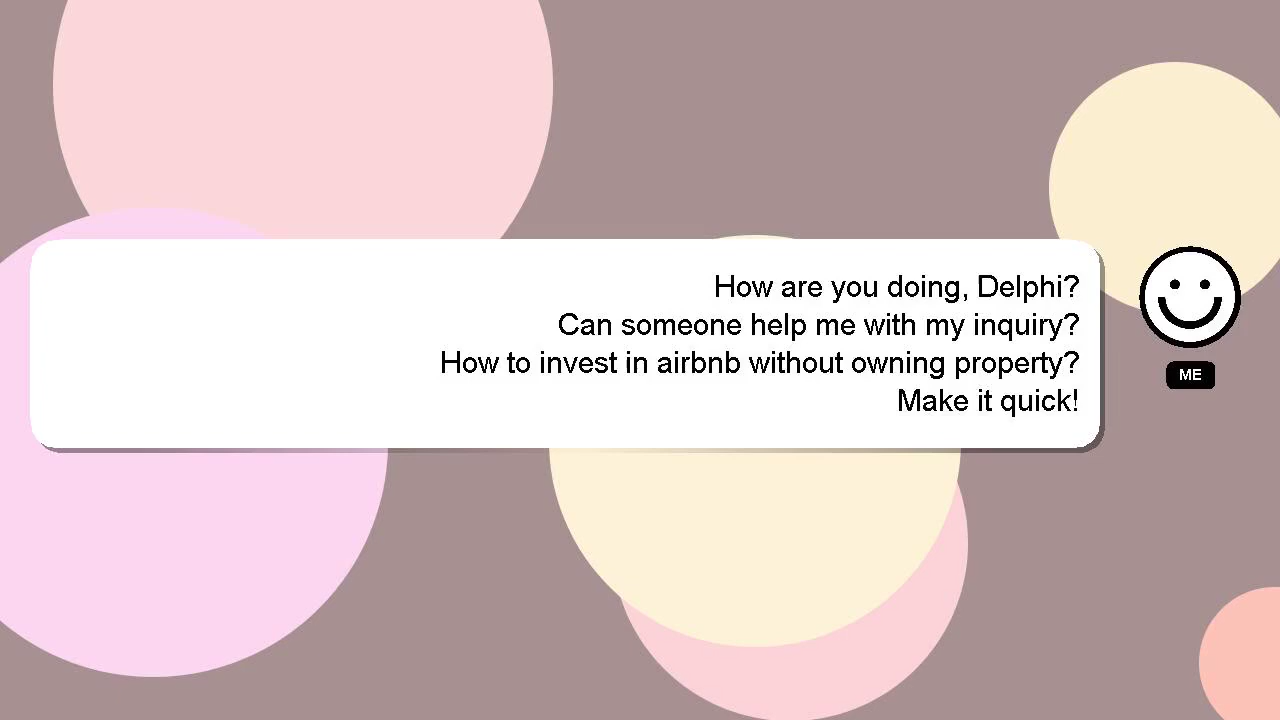 How are you doing, Delphi?
Can someone help me with my inquiry?
How to invest in airbnb without owning property?
Make it quick!
ME